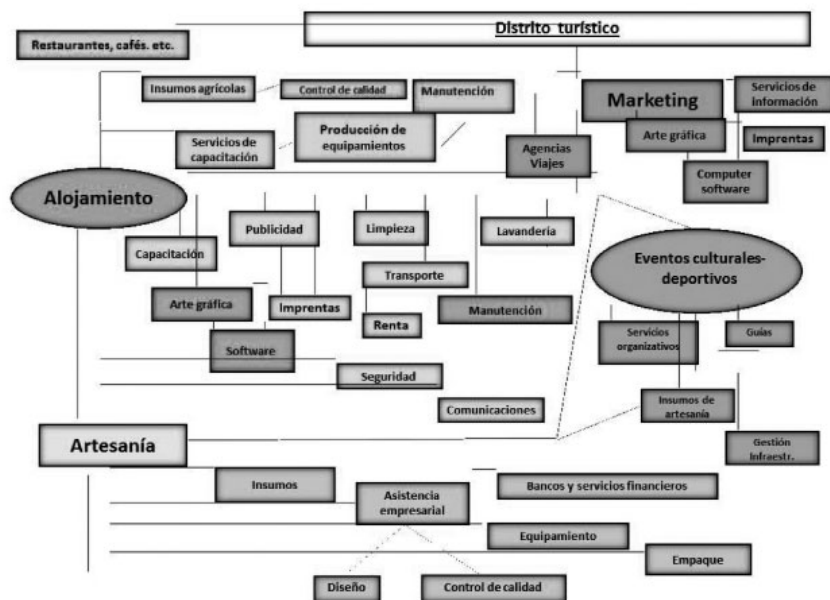 Distrito turístico
Restaurantes, cafés. etc.
Insumos agrícolas
Control de calidad
Manutención
Marketing
Servicios de
información
Servicios de
capacitación
Producción de
equipamientos
Agencias
Viajes
Arte gráfica
Imprentas
Computer
software
Alojamiento
Capacitación
Publicidad
Limpieza
Lavandería
Eventos culturales-
deportivos
Transporte
Arte gráfica
Imprentas
Manutención
Renta
Software
Servicios
organizativos
Guías
Seguridad
Comunicaciones
Insumos de
artesanía
Artesanía
Gestión
Infraestr.
Insumos
Asistencia
empresarial
Bancos y servicios financieros
Equipamiento
Empaque
Diseño
Control de calidad